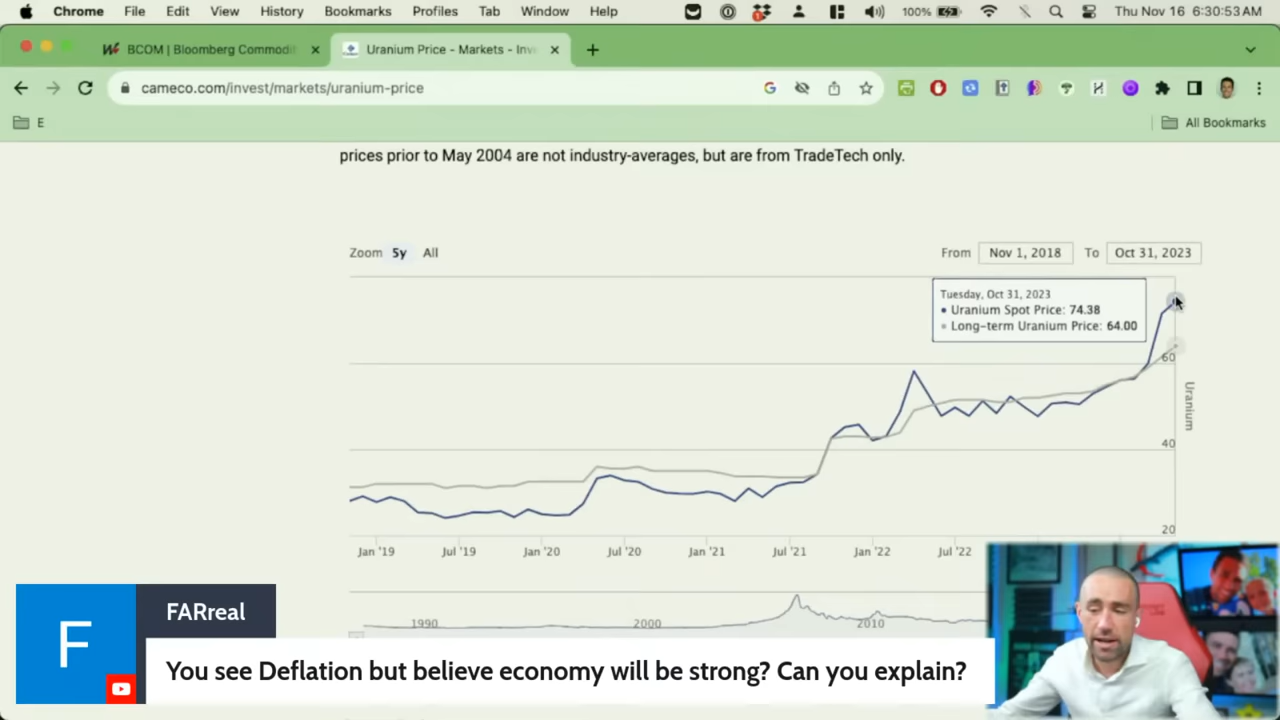 Chrome File Edit View History Bookmarks Profiles Tab Window Help 100% Thu Nov 16 6:30:53 AM
BCOM | Bloomberg Commodit
Uranium Price - Markets - Inv
cameco.com/invest/markets/uranium-price
E
All Bookmarks
prices prior to May 2004 are not industry-averages, but are from TradeTech only.
Zoom 5y All
From Nov 1, 2018 To Oct 31, 2023
Tuesday, Oct 31, 2023
• Uranium Spot Price: 74.38
• Long-term Uranium Price: 64.00
60
Uranium
40
20
Jan '19 Jul '19 Jan '20 Jul '20 Jan '21 Jul '21 Jan '22 Jul '22
1990 2000 2010
F
FARreal
You see Deflation but believe economy will be strong? Can you explain?